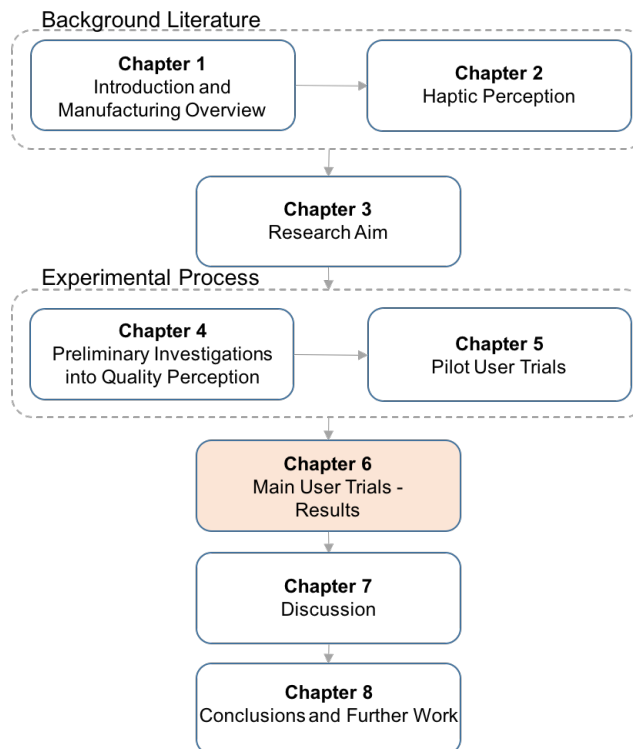 Background Literature
Chapter 1
Introduction and
Manufacturing Overview
Chapter 2
Haptic Perception
Chapter 3
Research Aim
Experimental Process
Chapter 4
Preliminary Investigations
into Quality Perception
Chapter 5
Pilot User Trials
Chapter 6
Main User Trials -
Results
Chapter 7
Discussion
Chapter 8
Conclusions and Further Work